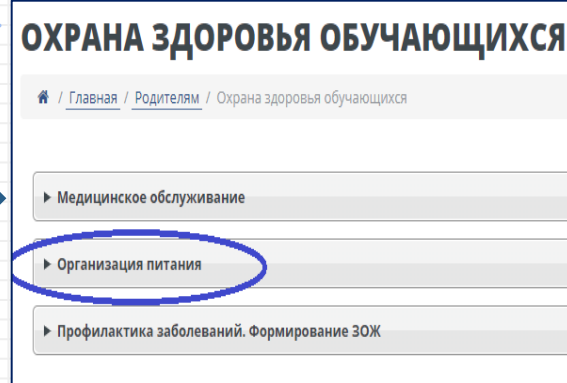 ОХРАНА ЗДОРОВЬЯ ОБУЧАЮЩИХСЯ
/ Главная / Родителям / Охрана здоровья обучающихся
Медицинское обслуживание
Организация питания
Профилактика заболеваний. Формирование ЗОЖ